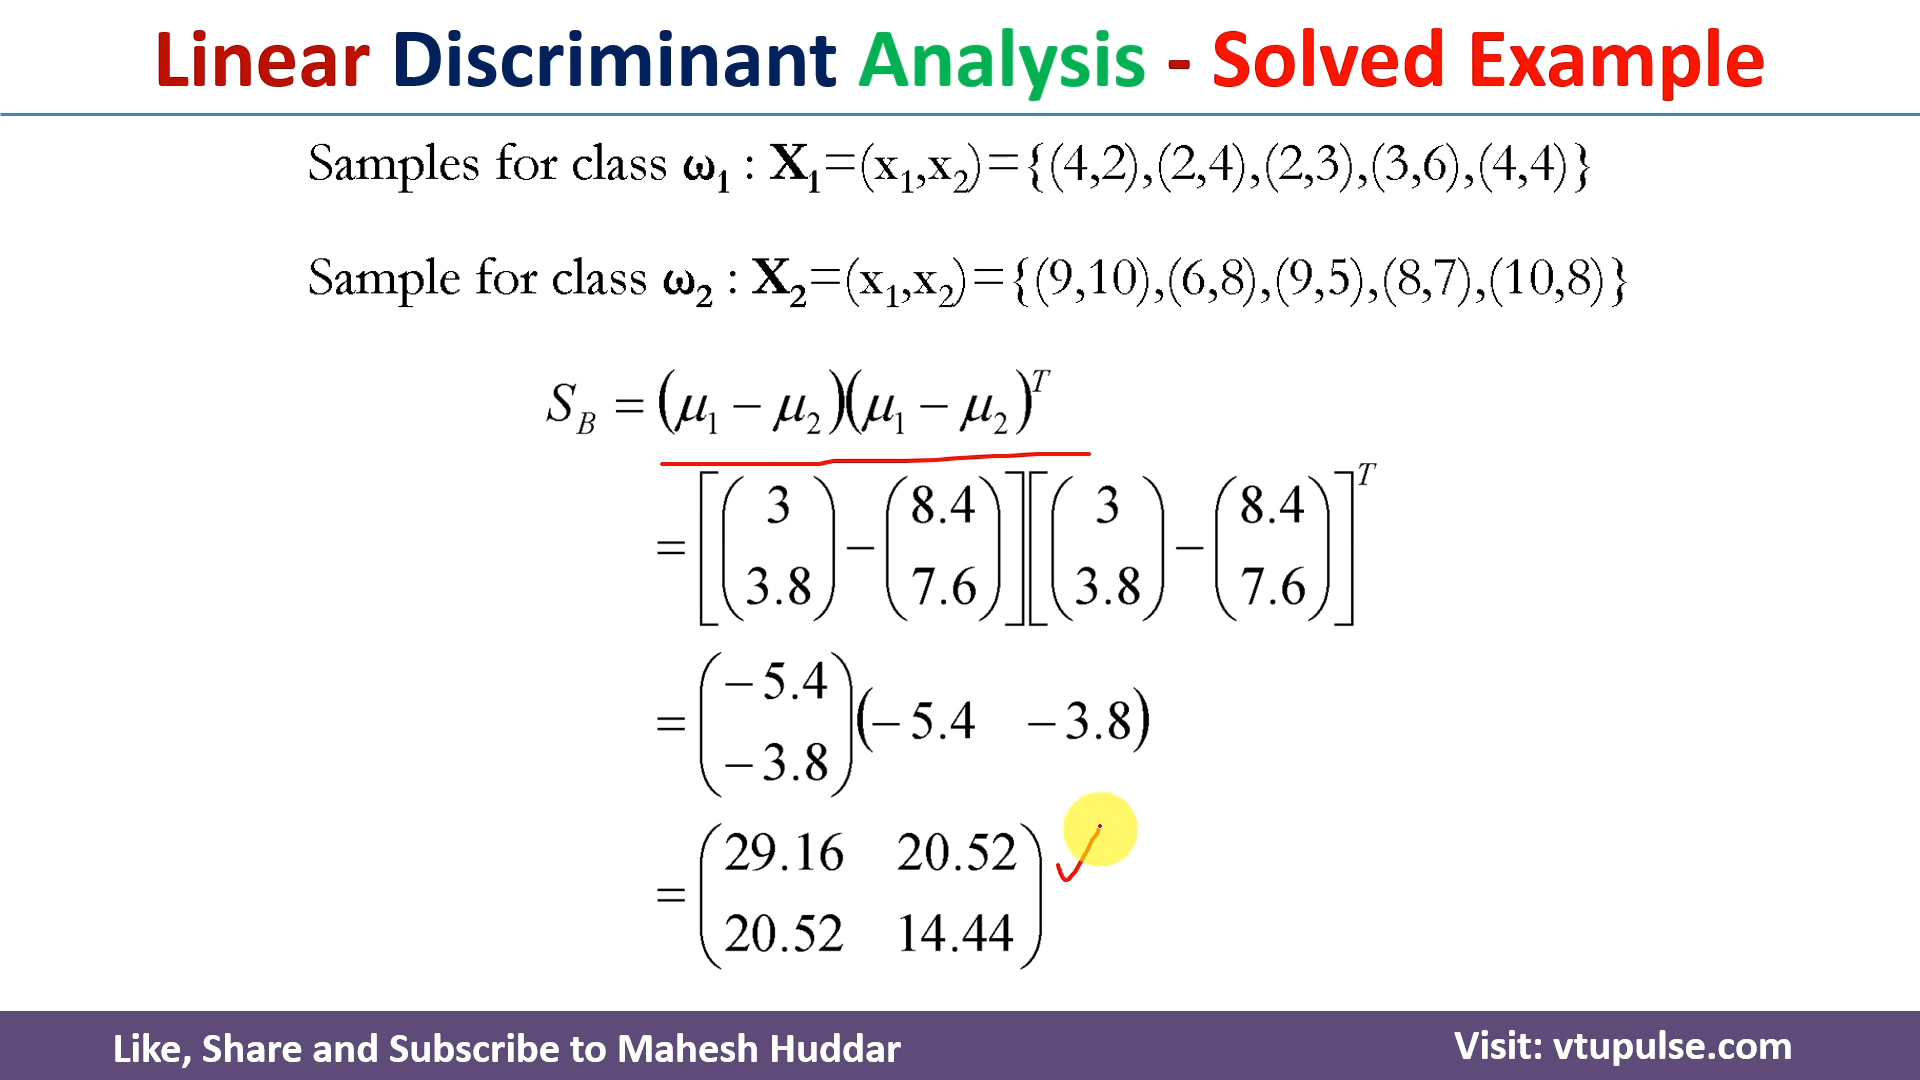 Linear Discriminant Analysis - Solved Example
Samples for class ω₁ : X₁=(x₁,x₂)={(4,2),(2,4),(2,3),(3,6),(4,4)}
Sample for class ω₂ : X₂=(x₁,x₂)={(9,10),(6,8),(9,5),(8,7),(10,8)}
S_B = (μ₁ − μ₂)(μ₁ − μ₂)ᵀ
= [(3 3.8) − (8.4 7.6)][(3 3.8) − (8.4 7.6)]ᵀ
= (−5.4 −3.8)(−5.4 −3.8)
= (29.16 20.52
20.52 14.44)
Like, Share and Subscribe to Mahesh Huddar
Visit: vtupulse.com